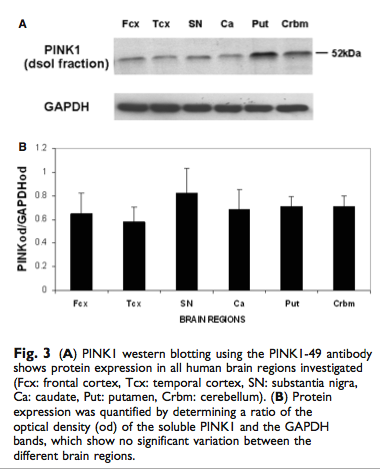 A
Fcx Tcx SN Ca Put Crbm
PINK1
(dsol fraction)
52kDa
GAPDH
B
PINKod/GAPDHod
1.2
1
0.8
0.6
0.4
0.2
0
Fcx Tcx SN Ca Put Crbm
BRAIN REGIONS
Fig. 3 (A) PINK1 western blotting using the PINK1-49 antibody
shows protein expression in all human brain regions investigated
(Fcx: frontal cortex, Tcx: temporal cortex, SN: substantia nigra,
Ca: caudate, Put: putamen, Crbm: cerebellum). (B) Protein
expression was quantified by determining a ratio of the
optical density (od) of the soluble PINK1 and the GAPDH
bands, which show no significant variation between the
different brain regions.